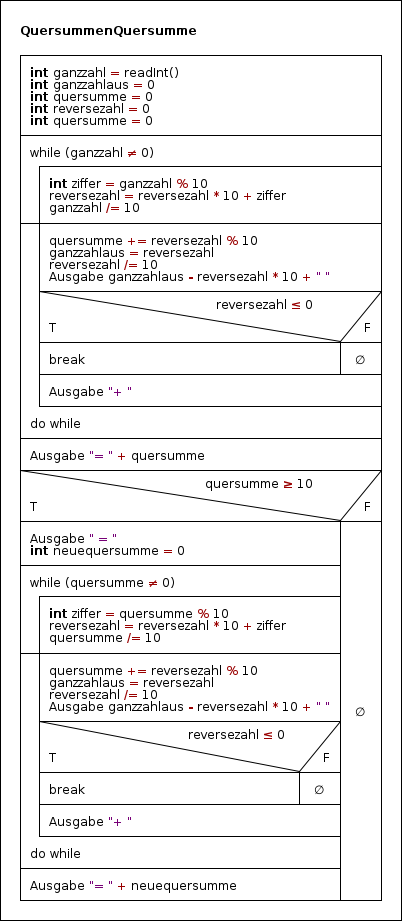 QuersummenQuersumme
int ganzzahl = readInt()
int ganzzahlaus = 0
int quersumme = 0
int reversezahl = 0
int quersumme = 0
while (ganzzahl ≠ 0)
int ziffer = ganzzahl % 10
reversezahl = reversezahl * 10 + ziffer
ganzzahl /= 10
quersumme += reversezahl % 10
ganzzahlaus = reversezahl
reversezahl /= 10
Ausgabe ganzzahlaus - reversezahl * 10 + " "
reversezahl ≤ 0
T F
break ∅
Ausgabe "+ "
do while
Ausgabe "= " + quersumme
quersumme ≥ 10
T F
Ausgabe " = "
int neuequersumme = 0
while (quersumme ≠ 0)
int ziffer = quersumme % 10
reversezahl = reversezahl * 10 + ziffer
quersumme /= 10
quersumme += reversezahl % 10
ganzzahlaus = reversezahl
reversezahl /= 10
Ausgabe ganzzahlaus - reversezahl * 10 + " "
∅
reversezahl ≤ 0
T F
break ∅
Ausgabe "+ "
do while
Ausgabe "= " + neuequersumme